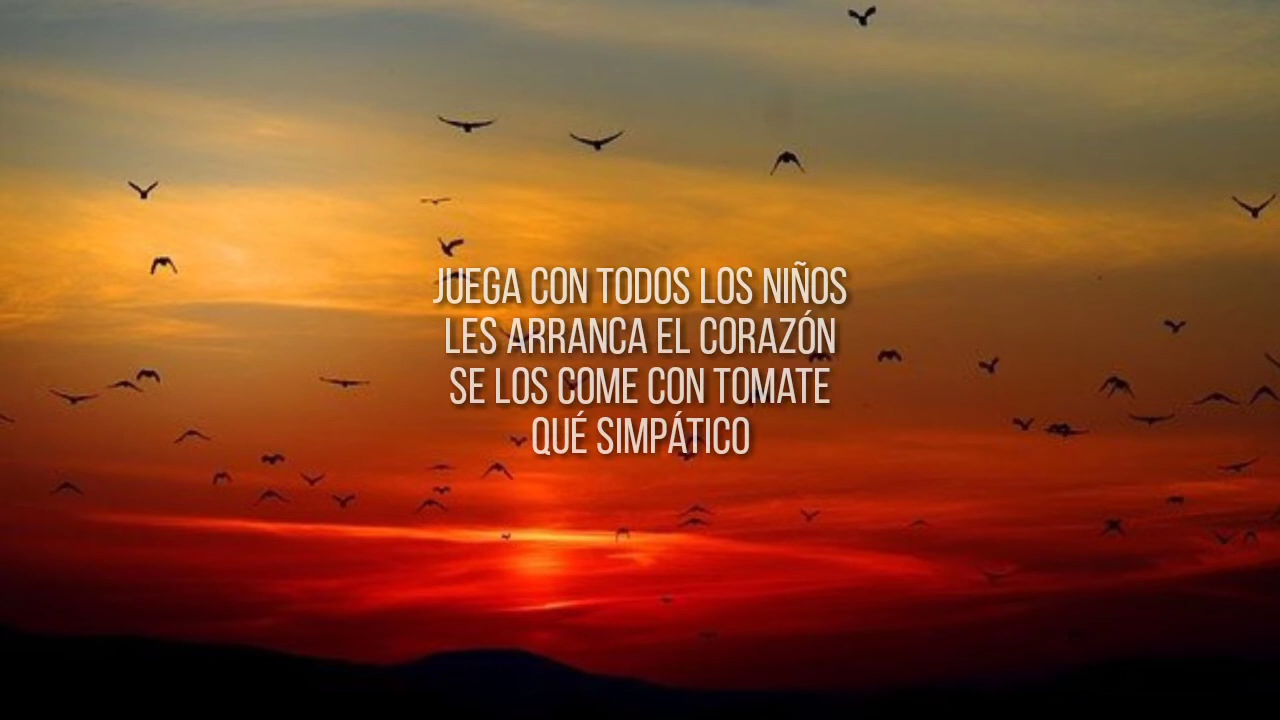 JUEGA CON TODOS LOS NIÑOS
LES ARRANCA EL CORAZÓN
SE LOS COME CON TOMATE
QUÉ SIMPÁTICO